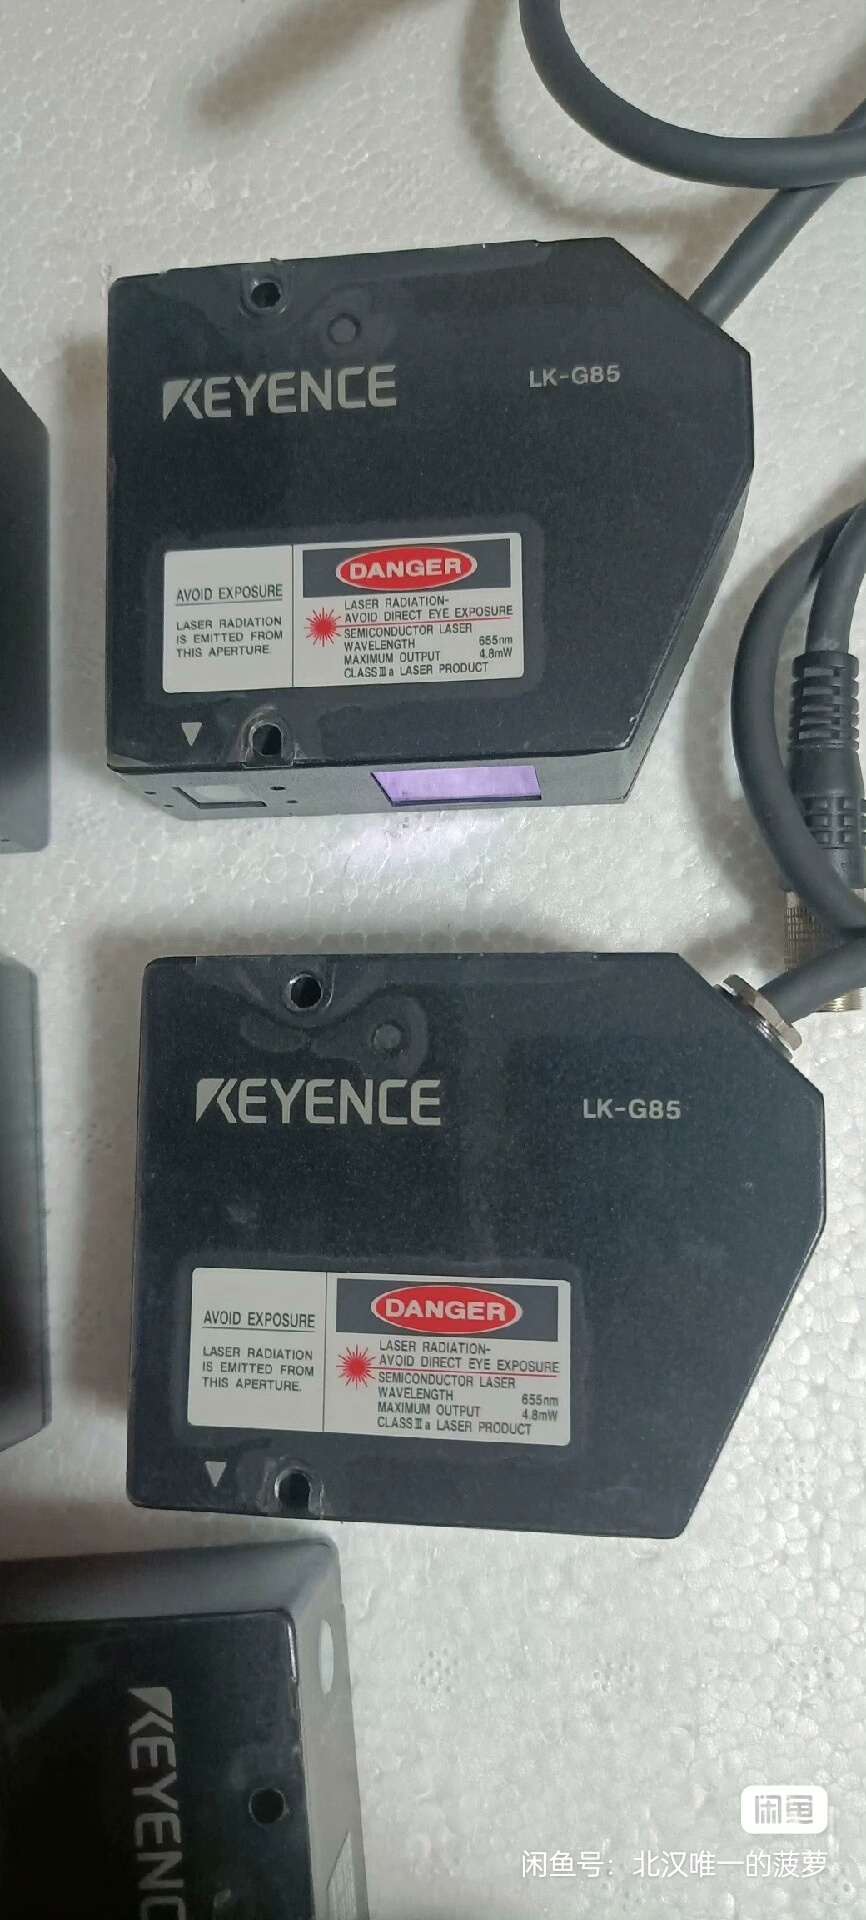 KEYENCE
LK-G85
AVOID EXPOSURE
LASER RADIATION
IS EMITTED FROM
THIS APERTURE.
DANGER
LASER RADIATION-
AVOID DIRECT EYE EXPOSURE
SEMICONDUCTOR LASER
WAVELENGTH 655nm
MAXIMUM OUTPUT 4.8mW
CLASS Ⅲa LASER PRODUCT
KEYENCE
LK-G85
AVOID EXPOSURE
LASER RADIATION
IS EMITTED FROM
THIS APERTURE.
DANGER
LASER RADIATION-
AVOID DIRECT EYE EXPOSURE
SEMICONDUCTOR LASER
WAVELENGTH 655nm
MAXIMUM OUTPUT 4.8mW
CLASS Ⅲa LASER PRODUCT
KEYENC
闲鱼
闲鱼号：北汉唯一的菠萝